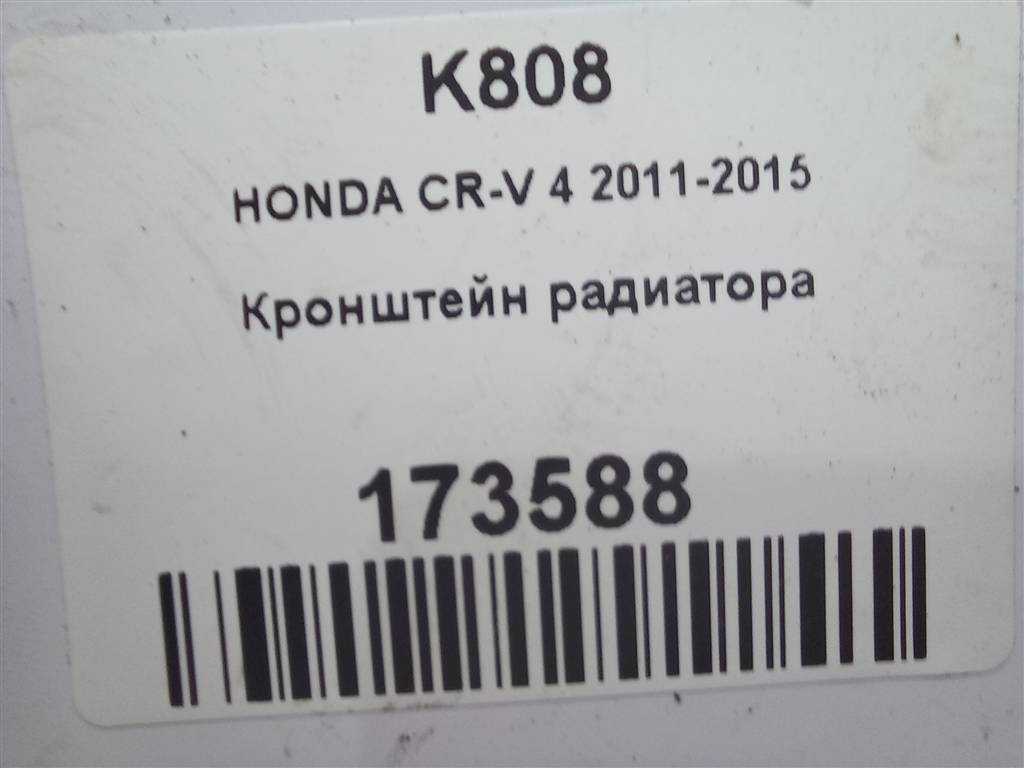 K808
HONDA CR-V 4 2011-2015
Кронштейн радиатора
173588